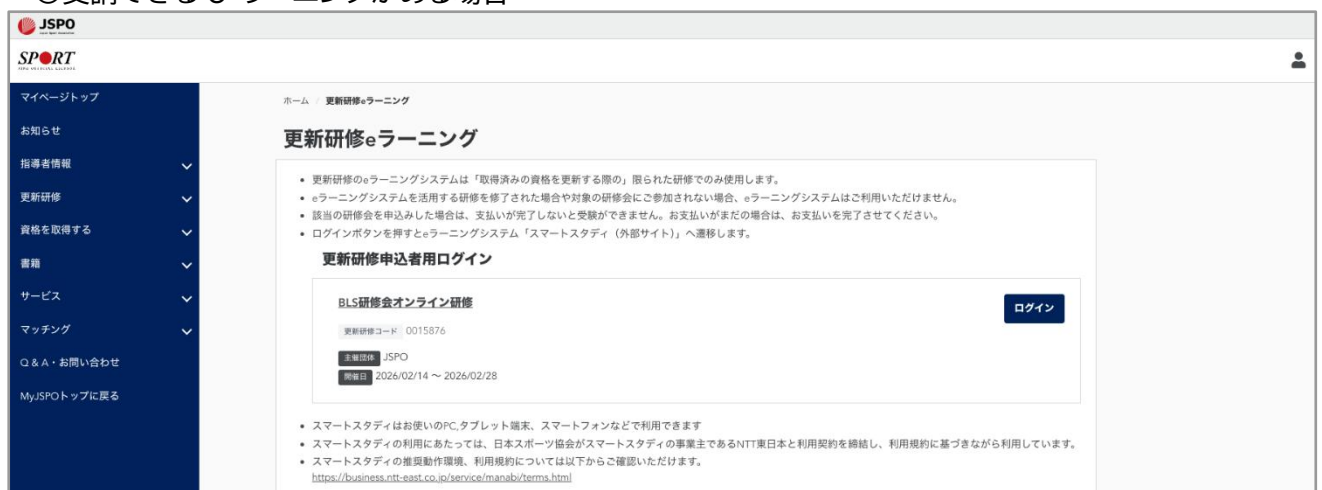 JSPO
SPORT
マイページトップ
お知らせ
指導者情報
更新研修
資格を取得する
書籍
サービス
マッチング
Q & A・お問い合わせ
MyJSPOトップに戻る
ホーム / 更新研修eラーニング
更新研修eラーニング
• 更新研修のeラーニングシステムは「取得済みの資格を更新する際の」限られた研修でのみ使用します。
• eラーニングシステムを活用する研修を修了された場合や対象の研修会にご参加されない場合、eラーニングシステムはご利用いただけません。
• 該当の研修会を申込みした場合は、支払いが完了しないと受験ができません。お支払いがまだの場合は、お支払いを完了させてください。
• ログインボタンを押すとeラーニングシステム「スマートスタディ（外部サイト）」へ遷移します。
更新研修申込者用ログイン
BLS研修会オンライン研修
ログイン
更新研修コード 0015876
主催団体 JSPO
開催日 2026/02/14 ～ 2026/02/28
• スマートスタディはお使いのPC,タブレット端末、スマートフォンなどで利用できます
• スマートスタディの利用にあたっては、日本スポーツ協会がスマートスタディの事業主であるNTT東日本と利用契約を締結し、利用規約に基づきながら利用しています。
• スマートスタディの推奨動作環境、利用規約については以下からご確認いただけます。
https://business.ntt-east.co.jp/service/manabi/terms.html